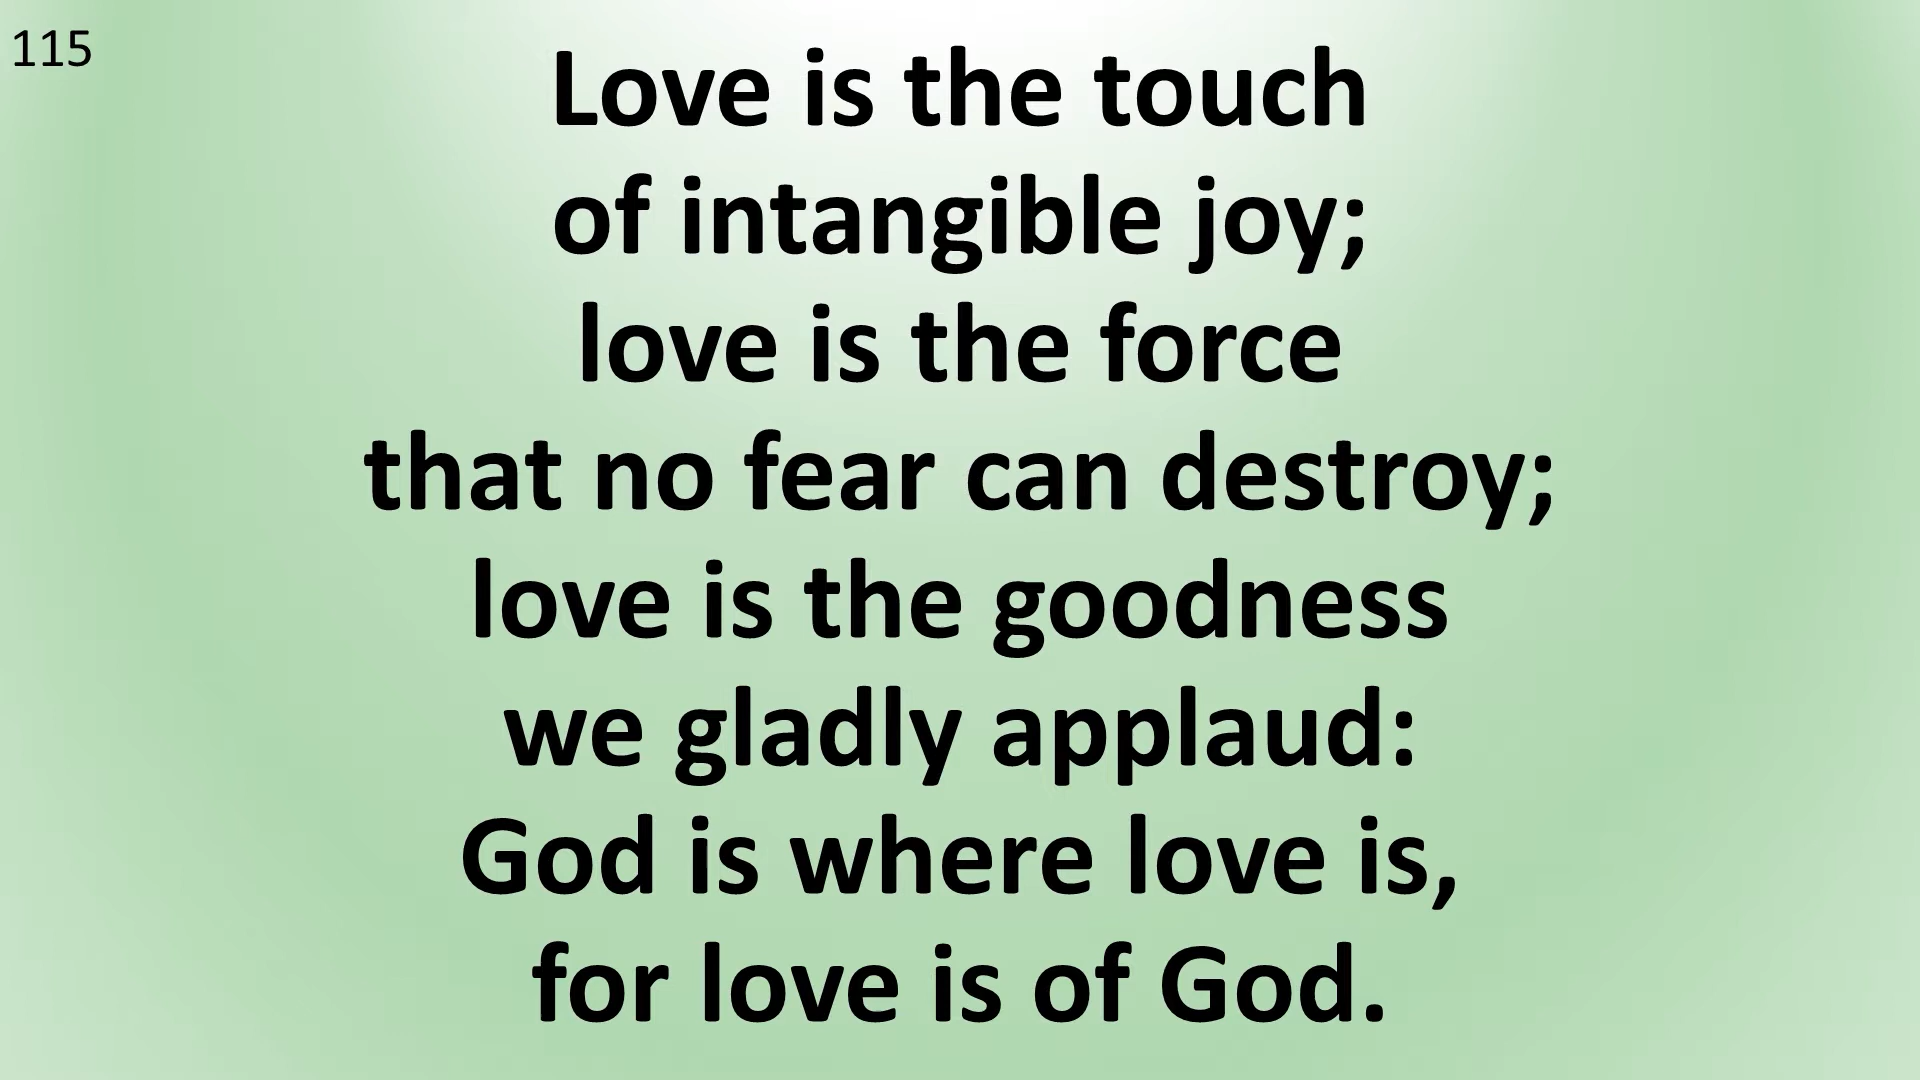 115
Love is the touch
of intangible joy;
love is the force
that no fear can destroy;
love is the goodness
we gladly applaud:
God is where love is,
for love is of God.